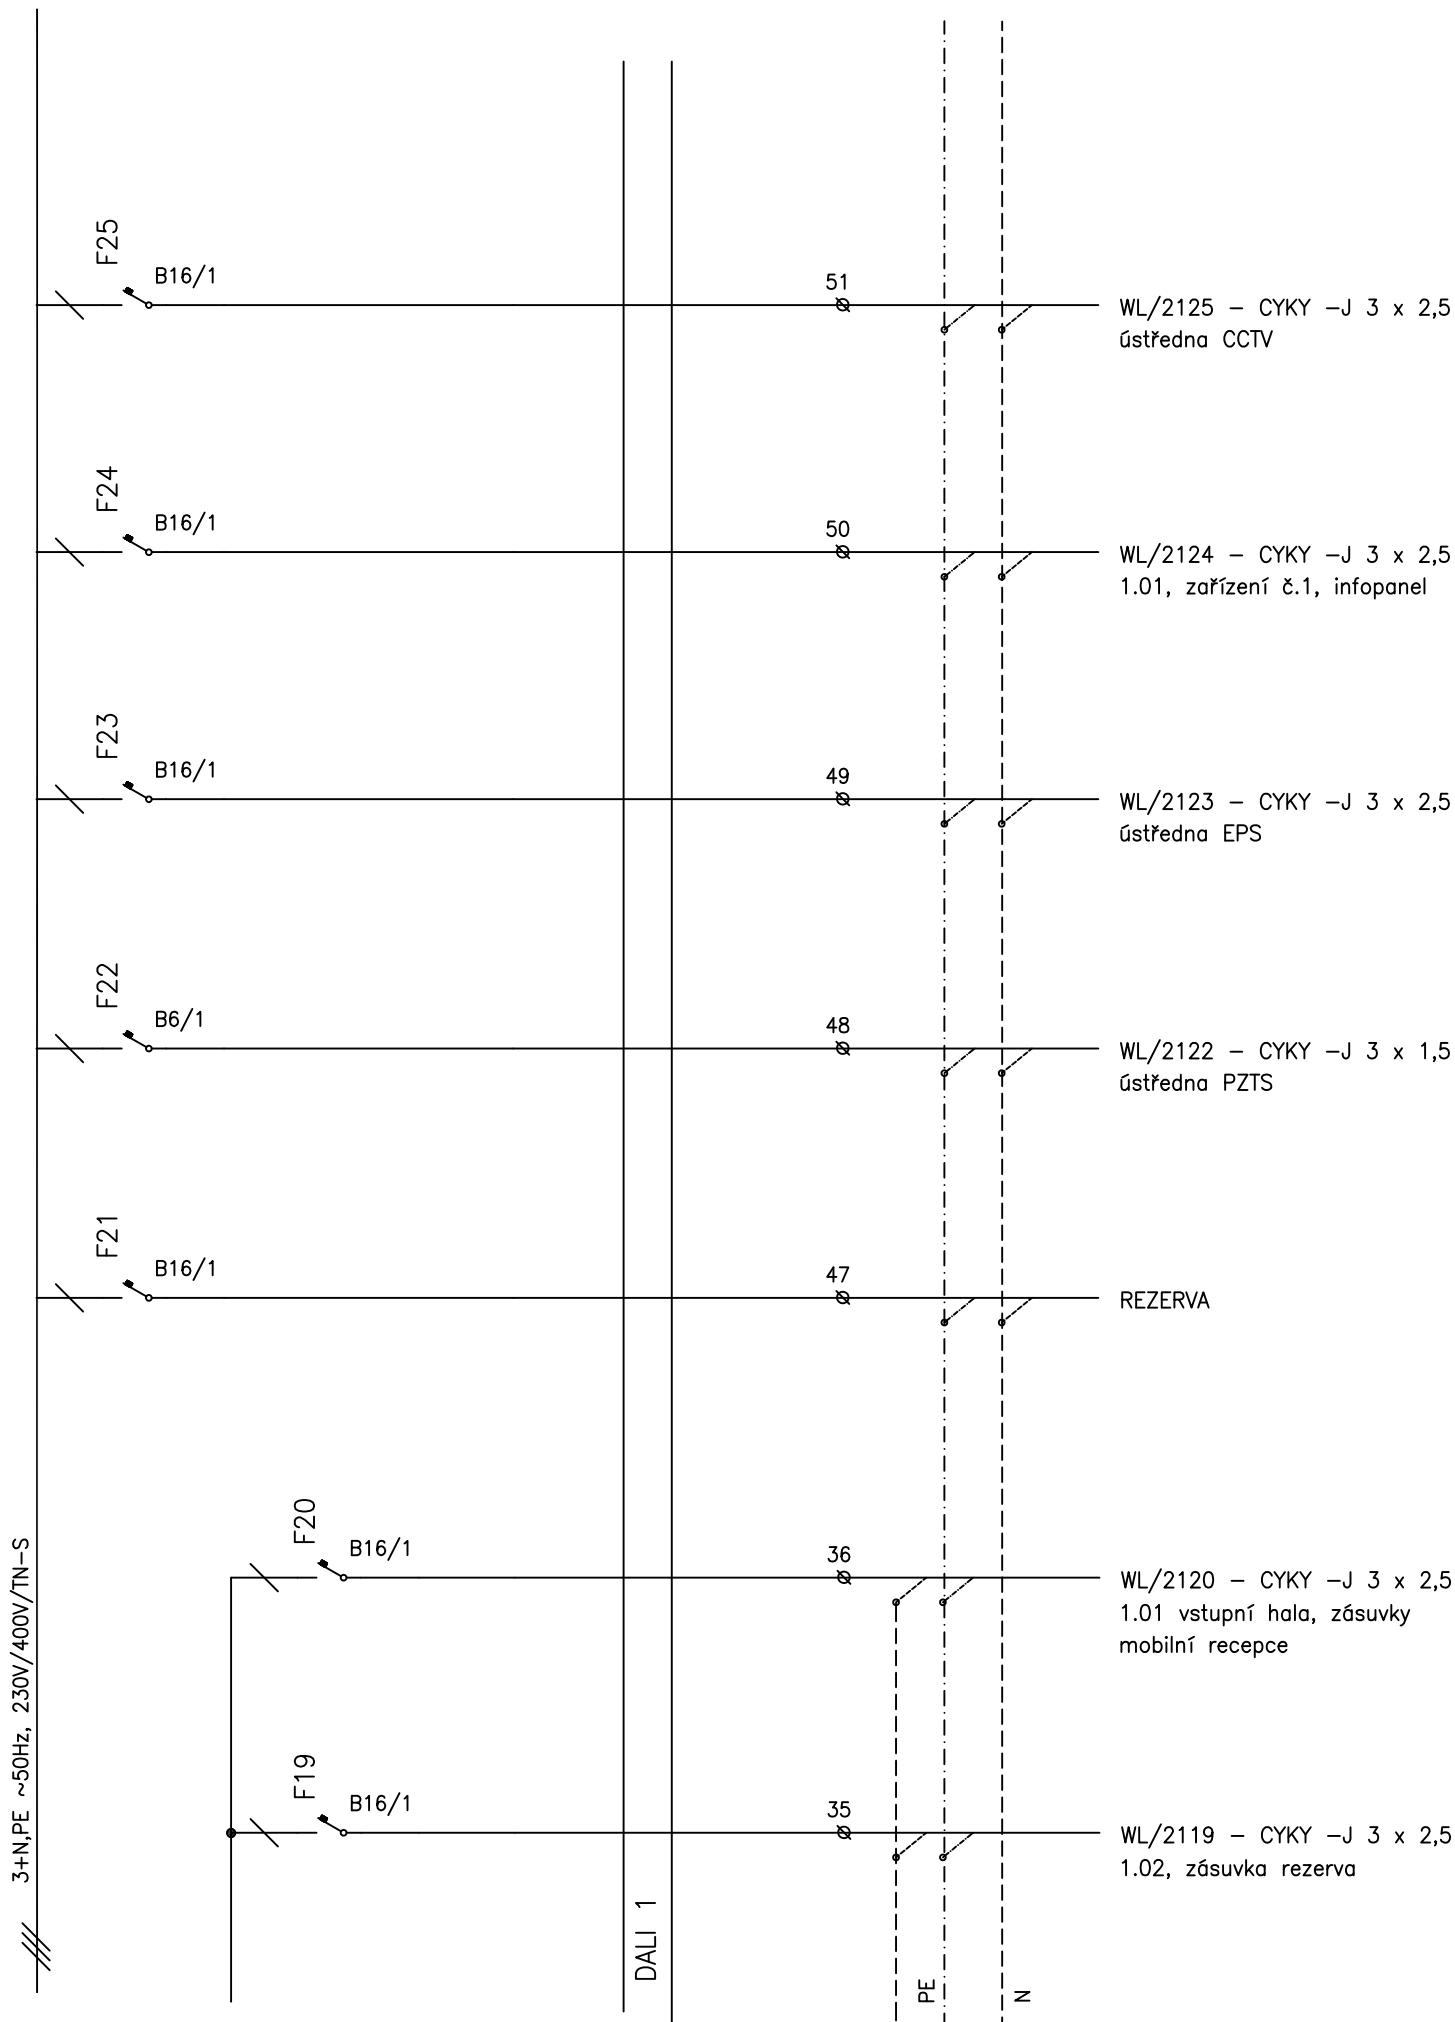 F25
B16/1
51
WL/2125 – CYKY –J 3 x 2,5
ústředna CCTV
F24
B16/1
50
WL/2124 – CYKY –J 3 x 2,5
1.01, zařízení č.1, infopanel
F23
B16/1
49
WL/2123 – CYKY –J 3 x 2,5
ústředna EPS
F22
B6/1
48
WL/2122 – CYKY –J 3 x 1,5
ústředna PZTS
F21
B16/1
47
REZERVA
F20
B16/1
36
WL/2120 – CYKY –J 3 x 2,5
1.01 vstupní hala, zásuvky
mobilní recepce
F19
B16/1
35
WL/2119 – CYKY –J 3 x 2,5
1.02, zásuvka rezerva
3+N,PE ~50Hz, 230V/400V/TN–S
DALI 1
PE
N